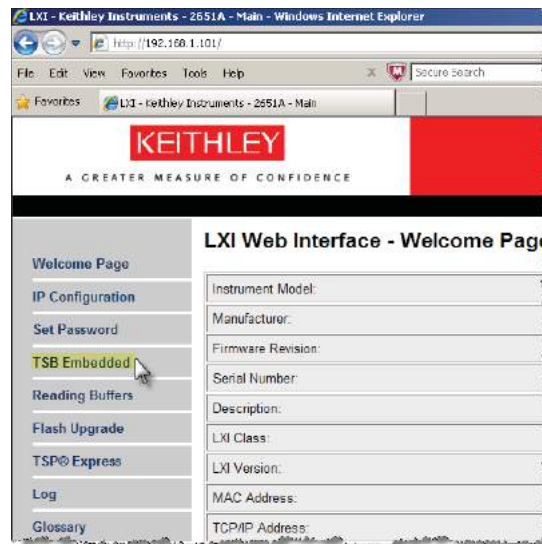 LXI - Keithley Instruments - 2651A - Main - Windows Internet Explorer
http://192.168.1.101/
File Edit View Favorites Tools Help X Secure Search
Favorites LXI - Keithley Instruments - 2651A - Main
KEITHLEY
A GREATER MEASURE OF CONFIDENCE
LXI Web Interface - Welcome Page
Welcome Page
IP Configuration
Set Password
TSB Embedded
Reading Buffers
Flash Upgrade
TSP® Express
Log
Glossary
Instrument Model:
Manufacturer:
Firmware Revision:
Serial Number:
Description:
LXI Class:
LXI Version:
MAC Address:
TCP/IP Address: